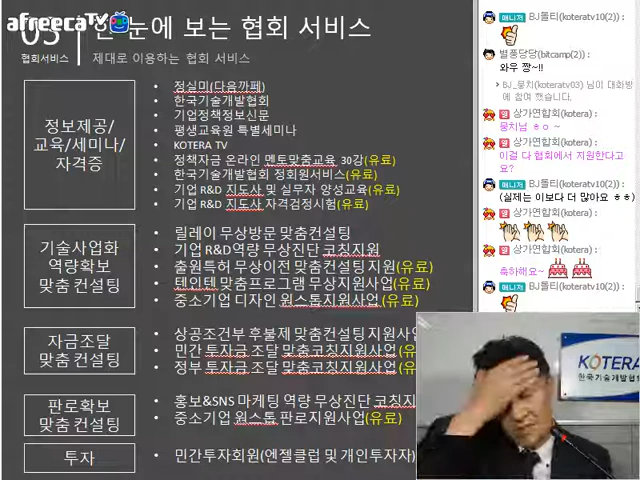 afreecaTV
03 한 눈에 보는 협회 서비스
협회서비스 제대로 이용하는 협회 서비스
정보제공/
교육/세미나/
자격증
• 점실미(다음까페)
• 한국기술개발협회
• 기업정책정보신문
• 평생교육원 특별세미나
• KOTERA TV
• 정책자금 온라인 멘토맞춤교육 30강(유료)
• 한국기술개발협회 정회원서비스(유료)
• 기업 R&D 지도사 및 실무자 양성교육(유료)
• 기업 R&D 지도사 자격검정시험(유료)
기술사업화
역량확보
맞춤 컨설팅
• 릴레이 무상방문 맞춤컨설팅
• 기업 R&D역량 무상진단 코칭지원
• 출원특허 무상이전 맞춤컨설팅지원(유료)
• 텐인텐 맞춤프로그램 무상지원사업(유료)
• 중소기업 디자인 원스톱지원사업(유료)
자금조달
맞춤 컨설팅
• 상공조건부 후불제 맞춤컨설팅 지원사업
• 민간 투자금 조달 맞춤코칭지원사업(유
• 정부 투자금 조달 맞춤코칭지원사업(유
판로확보
맞춤 컨설팅
• 홍보&SNS 마케팅 역량 무상진단 코칭지
• 중소기업 원스톱 판로지원사업(유료)
투자
• 민간투자회원(엔젤클럽 및 개인투자자)
매니저 BJ돌티(koteratv10(2)) :
별풍당당(bitcamp(2)) :
와우 짱~!!
> BJ_뭉치(koteratv03) 님이 대화방
에 참여 했습니다.
상가연합회(kotera) :
뭉치님 ㅎㅇ ~
상가연합회(kotera) :
이럴 다 협회에서 지원한다고
요?
매니저 BJ돌티(koteratv10(2)) :
(실제는 이보다 더 많아요 ㅎㅎ)
상가연합회(kotera) :
상가연합회(kotera) :
축하해요~
매니저 BJ돌티(koteratv10(2)) :
KOTERA
한국기술개발협